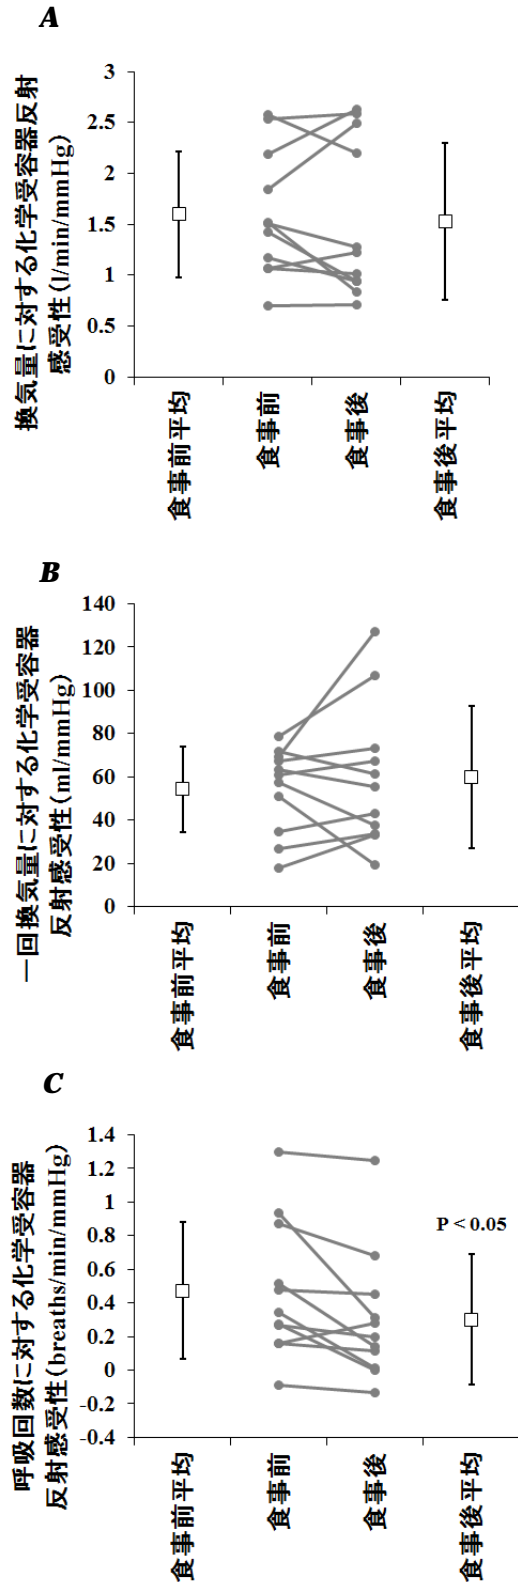 A
換気量に対する化学受容器反射
感受性(l/min/mmHg)
3
2.5
2
1.5
1
0.5
0
食事前平均
食事前
食事後
食事後平均
B
一回換気量に対する化学受容器
反射感受性(ml/mmHg)
140
120
100
80
60
40
20
0
食事前平均
食事前
食事後
食事後平均
C
呼吸回数に対する化学受容器
反射感受性(breaths/min/mmHg)
1.4
1.2
1
0.8
0.6
0.4
0.2
0
-0.2
-0.4
P < 0.05
食事前平均
食事前
食事後
食事後平均